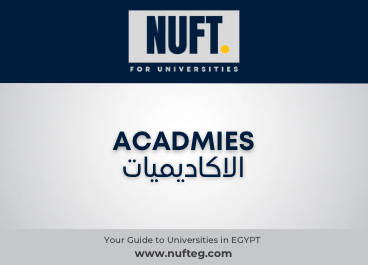 NUFT.
FOR UNIVERSITIES
ACADMIES
الاكاديميات
Your Guide to Universities in EGYPT
www.nufteg.com